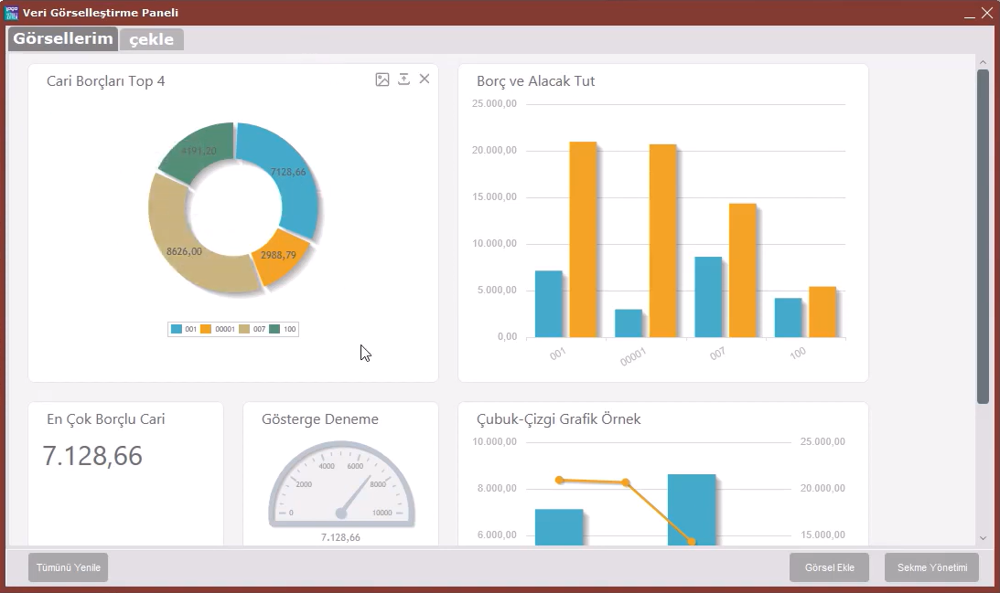 Veri Görselleştirme Paneli
Görsellerim
çekle
Cari Borçları Top 4
4191,20
7128,66
8626,00
2988,79
001 00001 007 100
Borç ve Alacak Tut
25.000,00
20.000,00
15.000,00
10.000,00
5.000,00
0,00
001 00001 007 100
En Çok Borçlu Cari
7.128,66
Gösterge Deneme
4000 6000
2000 8000
0 10000
7.128,66
Çubuk-Çizgi Grafik Örnek
10.000,00 25.000,00
8.000,00 20.000,00
6.000,00 15.000,00
Tümünü Yenile
Görsel Ekle
Sekme Yönetimi